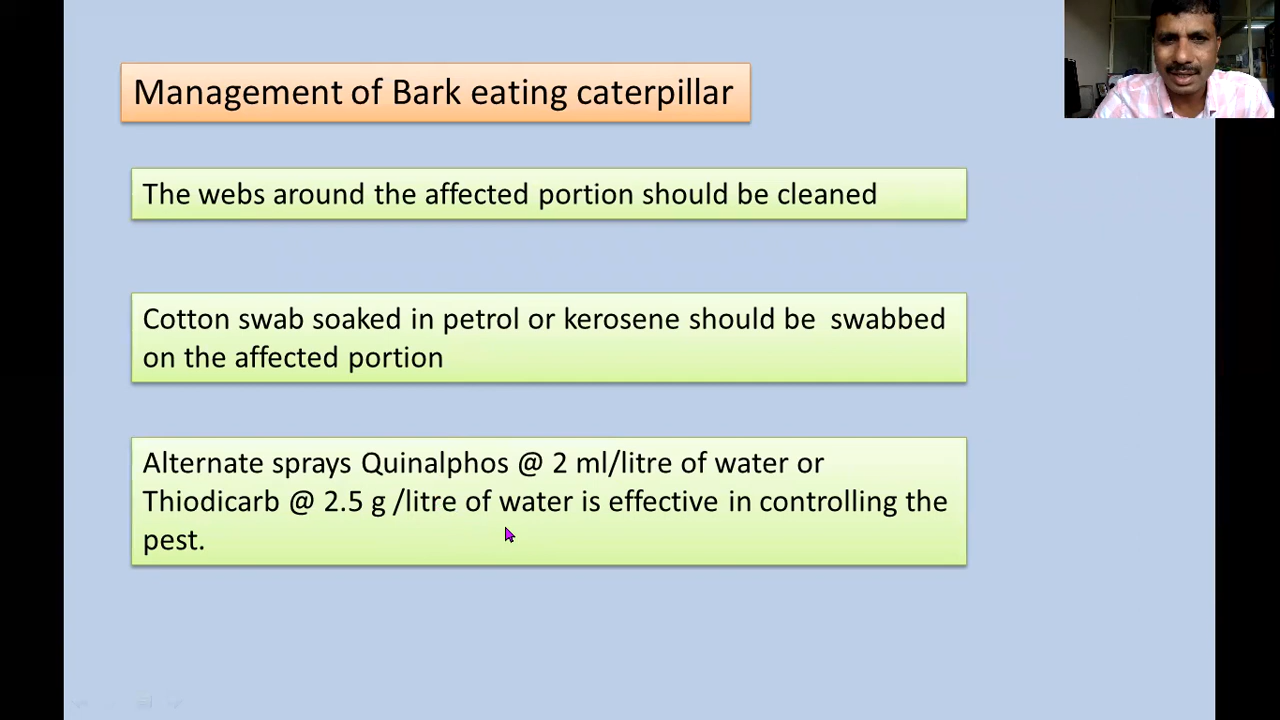 Management of Bark eating caterpillar
The webs around the affected portion should be cleaned
Cotton swab soaked in petrol or kerosene should be swabbed
on the affected portion
Alternate sprays Quinalphos @ 2 ml/litre of water or
Thiodicarb @ 2.5 g /litre of water is effective in controlling the
pest.